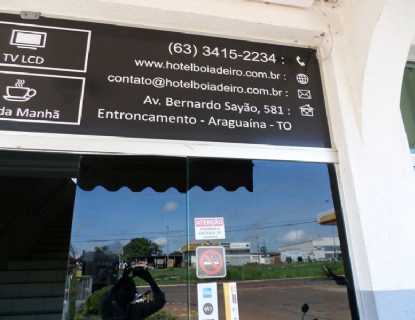 (63) 3415-2234 :
TV LCD
www.hotelboiadeiro.com.br :
contato@hotelboiadeiro.com.br :
da Manhã
Av. Bernardo Sayão, 581 :
Entroncamento - Araguaína - TO
ATENÇÃO